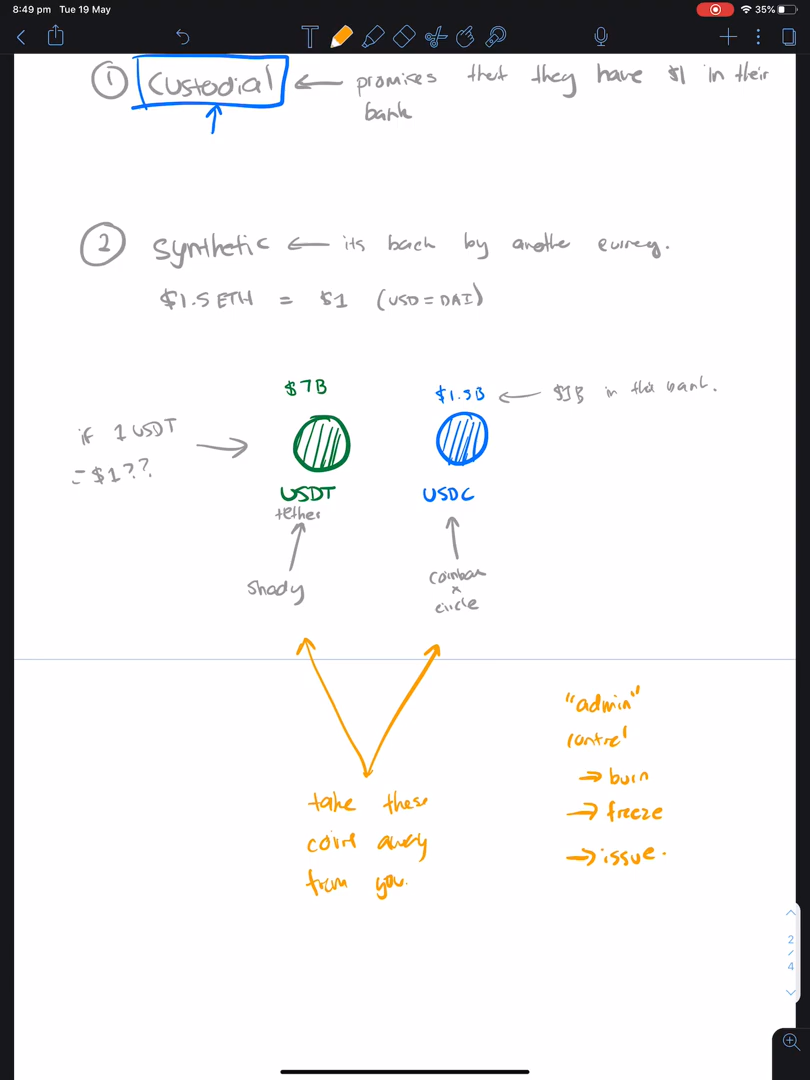 8:49 pm Tue 19 May
35%
T
① Custodial ← promises that they have $1 in their
bank
② Synthetic ← its back by another
$1.5 ETH = $1 (USD = DAI)
$7B
$1.5B ← $1B in their bank.
if 1 USDT
= $1??
→
USDT
tether
USDC
Shady
coinbase
x
circle
take these
coins away
from you.
"admin"
control
→ burn
→ freeze
→ issue.
2
/
4